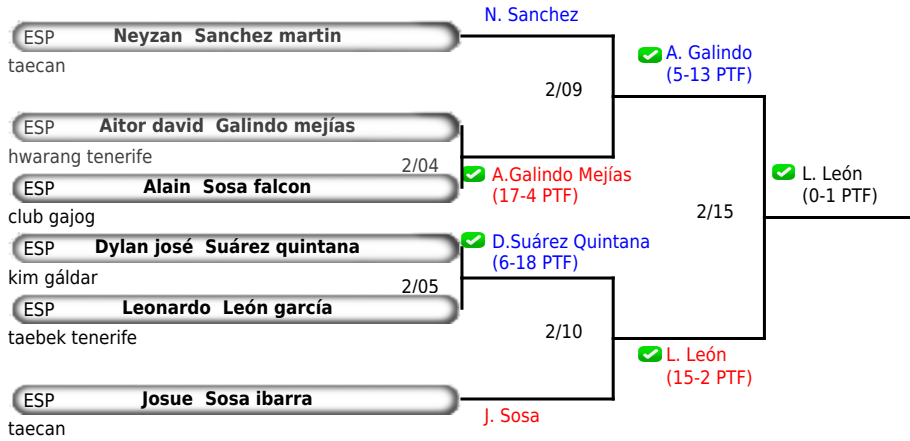 N. Sanchez
ESP Neyzan Sanchez martin
taecan
A. Galindo
(5-13 PTF)
2/09
ESP Aitor david Galindo mejías
hwarang tenerife
2/04
A.Galindo Mejías
(17-4 PTF)
ESP Alain Sosa falcon
club gajog
L. León
(0-1 PTF)
2/15
ESP Dylan josé Suárez quintana
kim gáldar
D.Suárez Quintana
(6-18 PTF)
2/05
ESP Leonardo León garcía
taebek tenerife
2/10
L. León
(15-2 PTF)
ESP Josue Sosa ibarra
taecan
J. Sosa